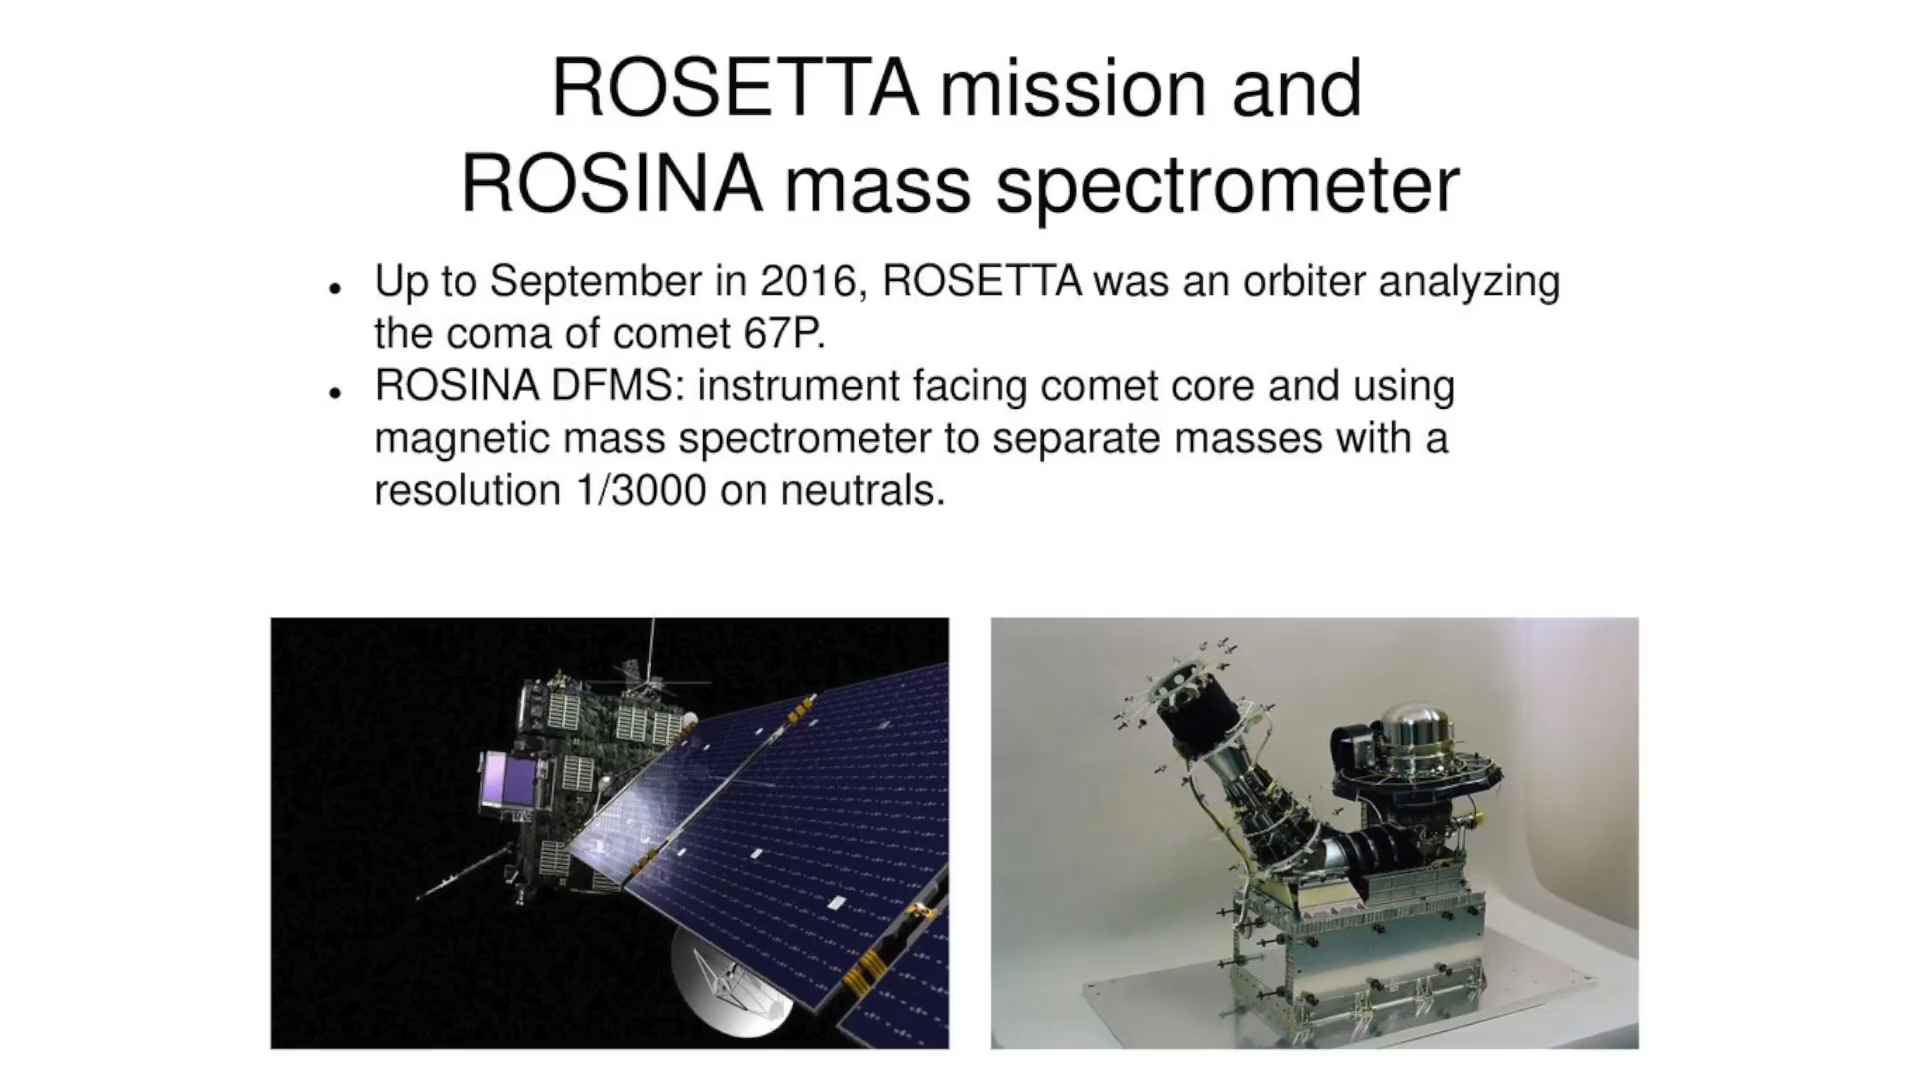 ROSETTA mission and
ROSINA mass spectrometer
• Up to September in 2016, ROSETTA was an orbiter analyzing
the coma of comet 67P.
• ROSINA DFMS: instrument facing comet core and using
magnetic mass spectrometer to separate masses with a
resolution 1/3000 on neutrals.